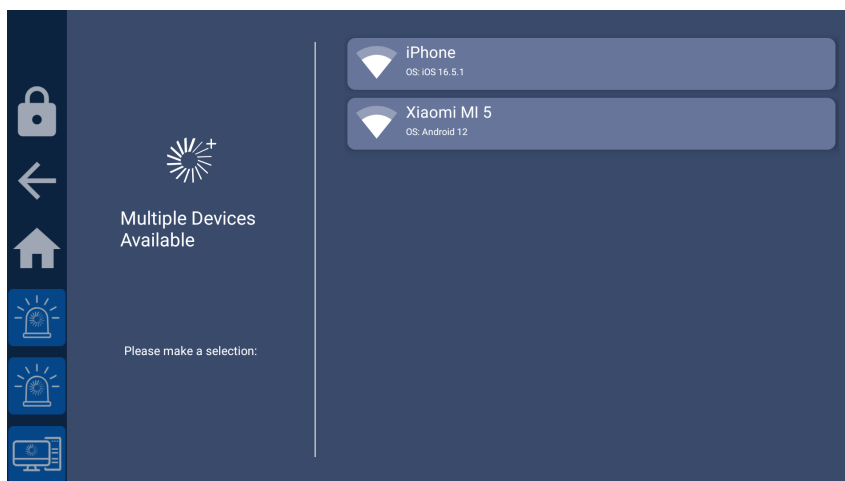 Multiple Devices
Available
Please make a selection:
iPhone
OS: iOS 16.5.1
Xiaomi MI 5
OS: Android 12